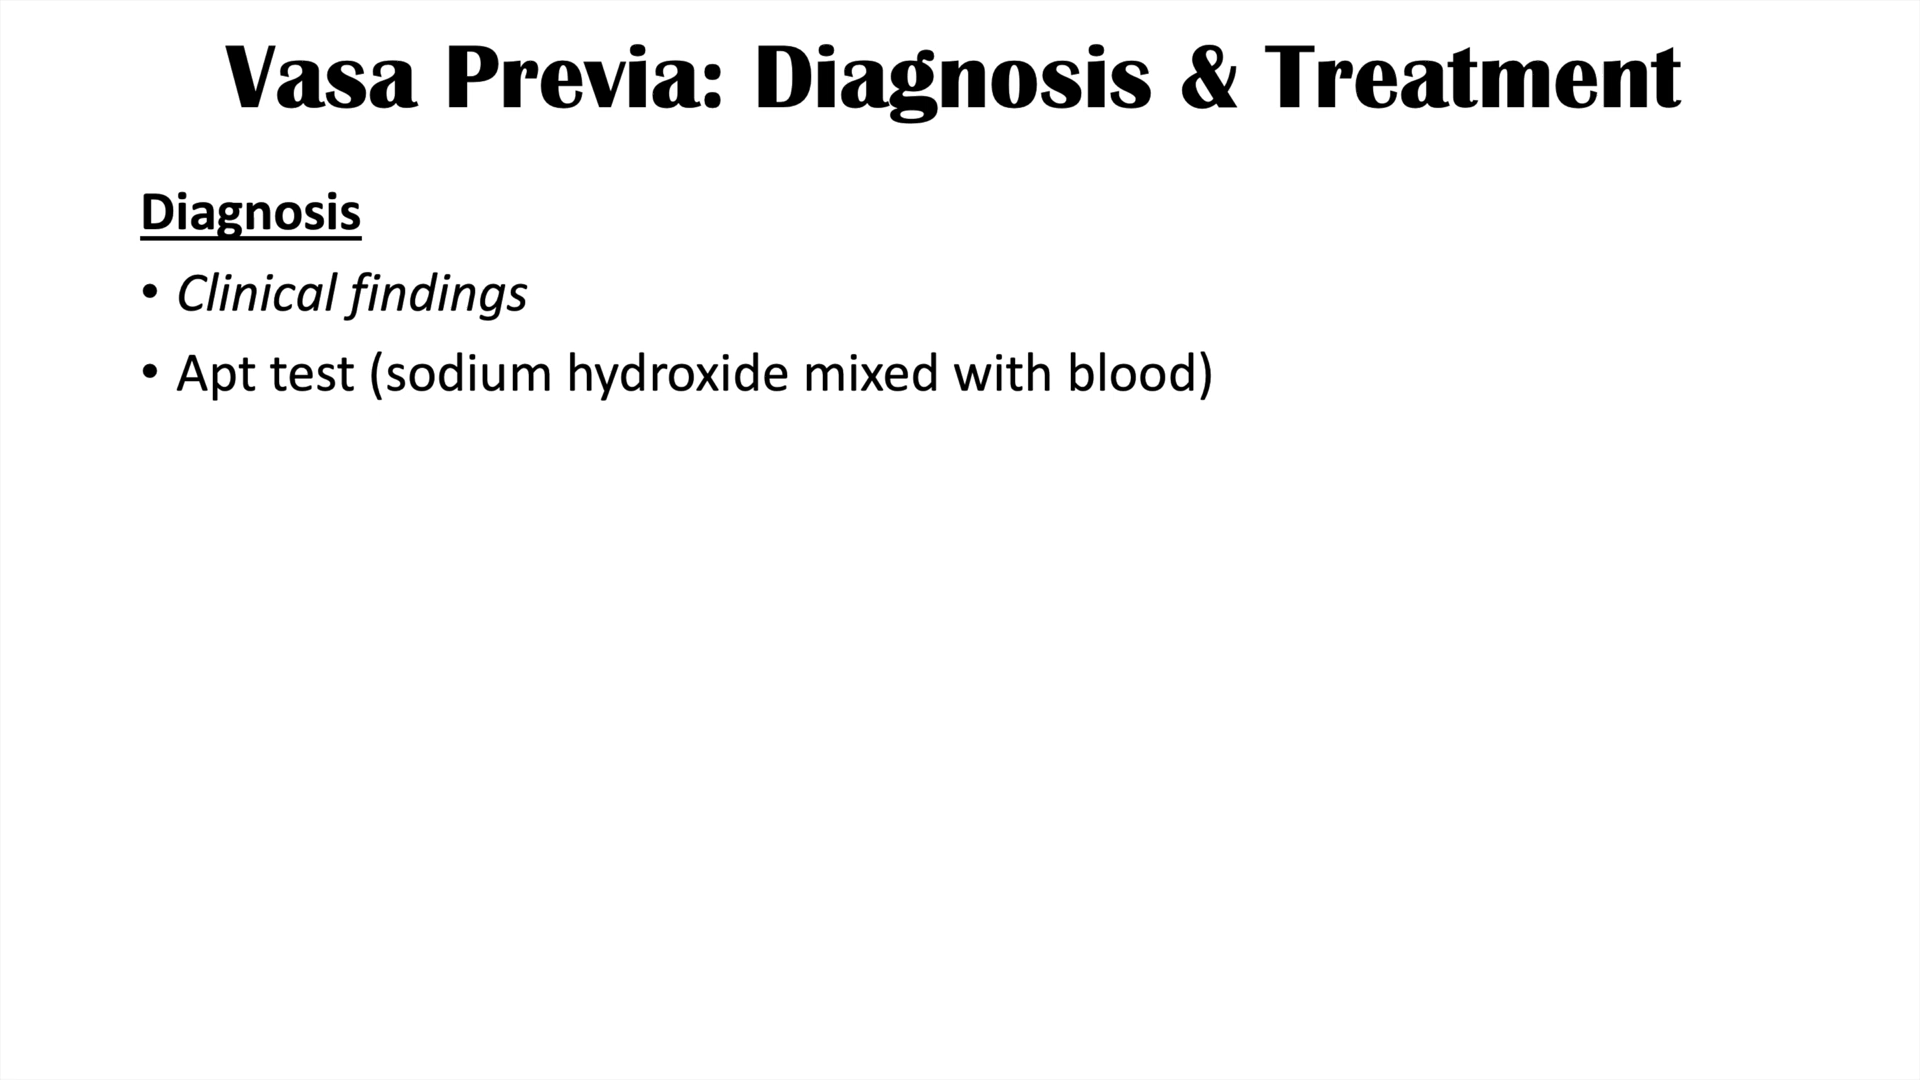 Vasa Previa: Diagnosis & Treatment
Diagnosis
• Clinical findings
• Apt test (sodium hydroxide mixed with blood)